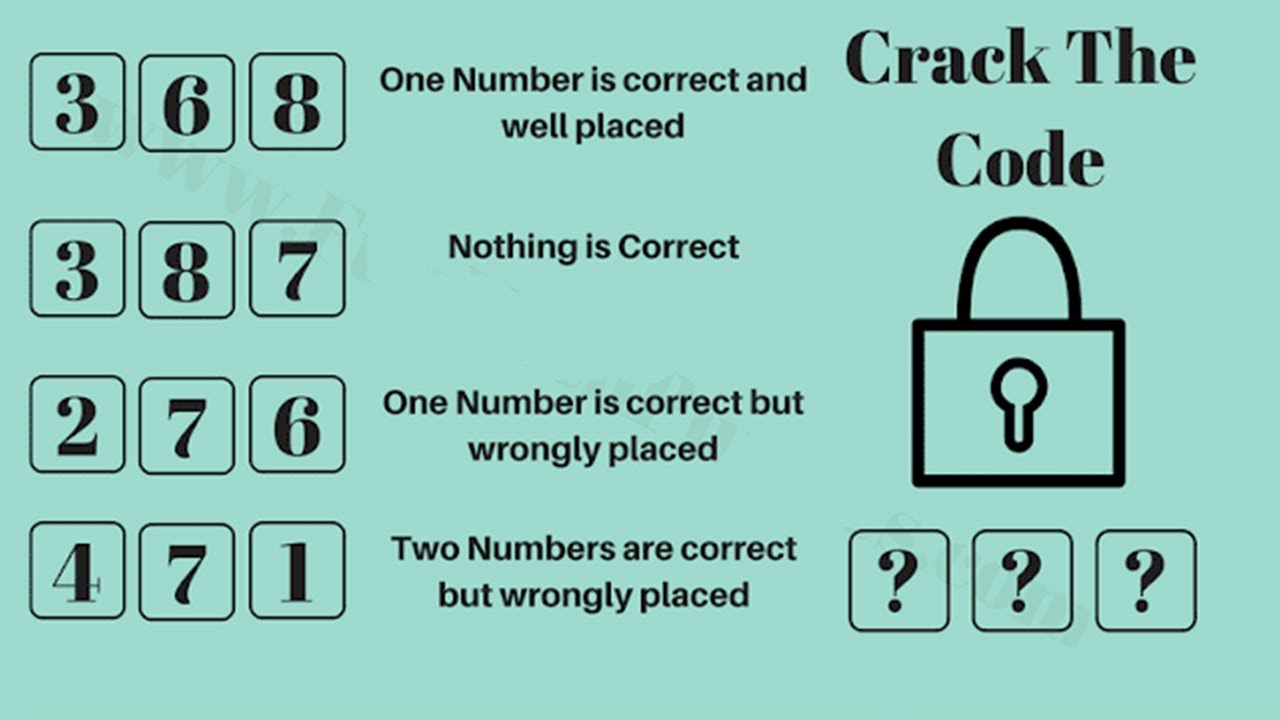 Crack The
Code
3 6 8
One Number is correct and
well placed
3 8 7
Nothing is Correct
2 7 6
One Number is correct but
wrongly placed
4 7 1
Two Numbers are correct
but wrongly placed
? ? ?